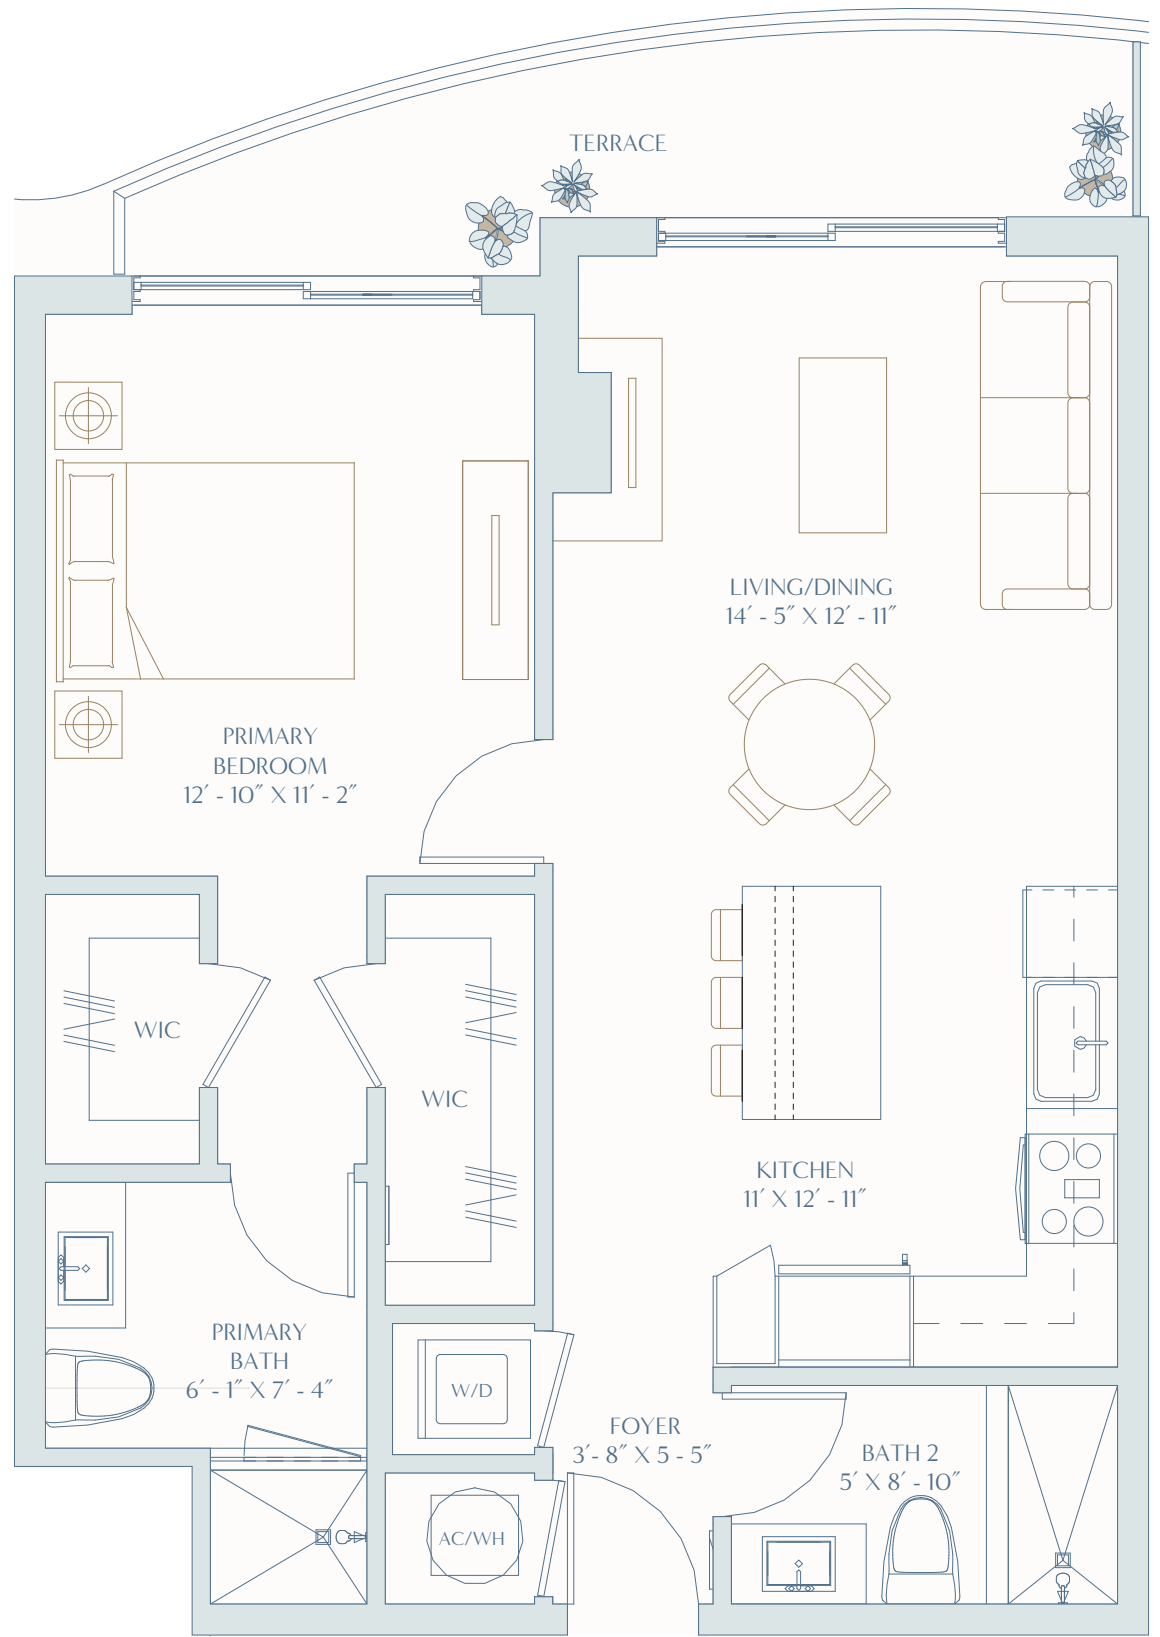 TERRACE
LIVING/DINING
14′ - 5″ X 12′ - 11″
PRIMARY
BEDROOM
12′ - 10″ X 11′ - 2″
WIC
WIC
KITCHEN
11′ X 12′ - 11″
PRIMARY
BATH
6′ - 1″ X 7′ - 4″
W/D
FOYER
3′- 8″ X 5 - 5″
BATH 2
5′ X 8′ - 10″
AC/WH